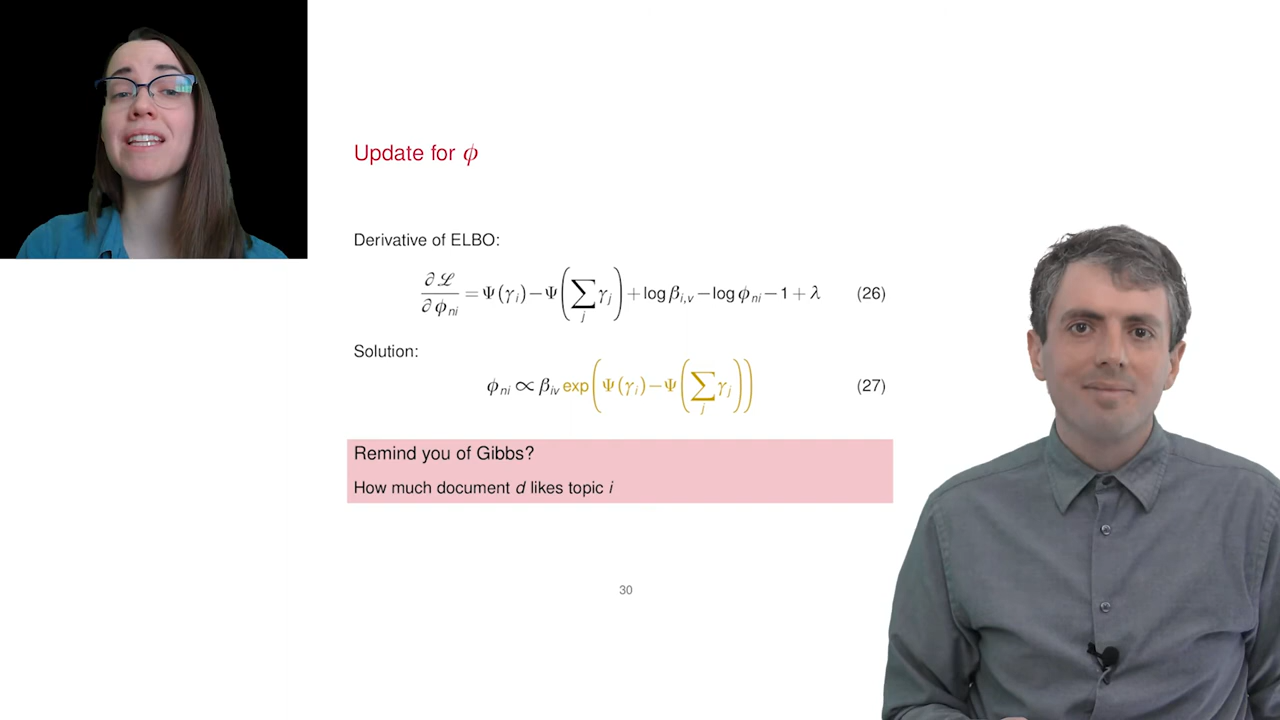 Update for ϕ
Derivative of ELBO:
∂ℒ/∂ϕ_ni = Ψ(γ_i) − Ψ(∑_j γ_j) + log β_i,v − log ϕ_ni − 1 + λ (26)
Solution:
ϕ_ni ∝ β_iv exp(Ψ(γ_i) − Ψ(∑_j γ_j)) (27)
Remind you of Gibbs?
How much document d likes topic i
30